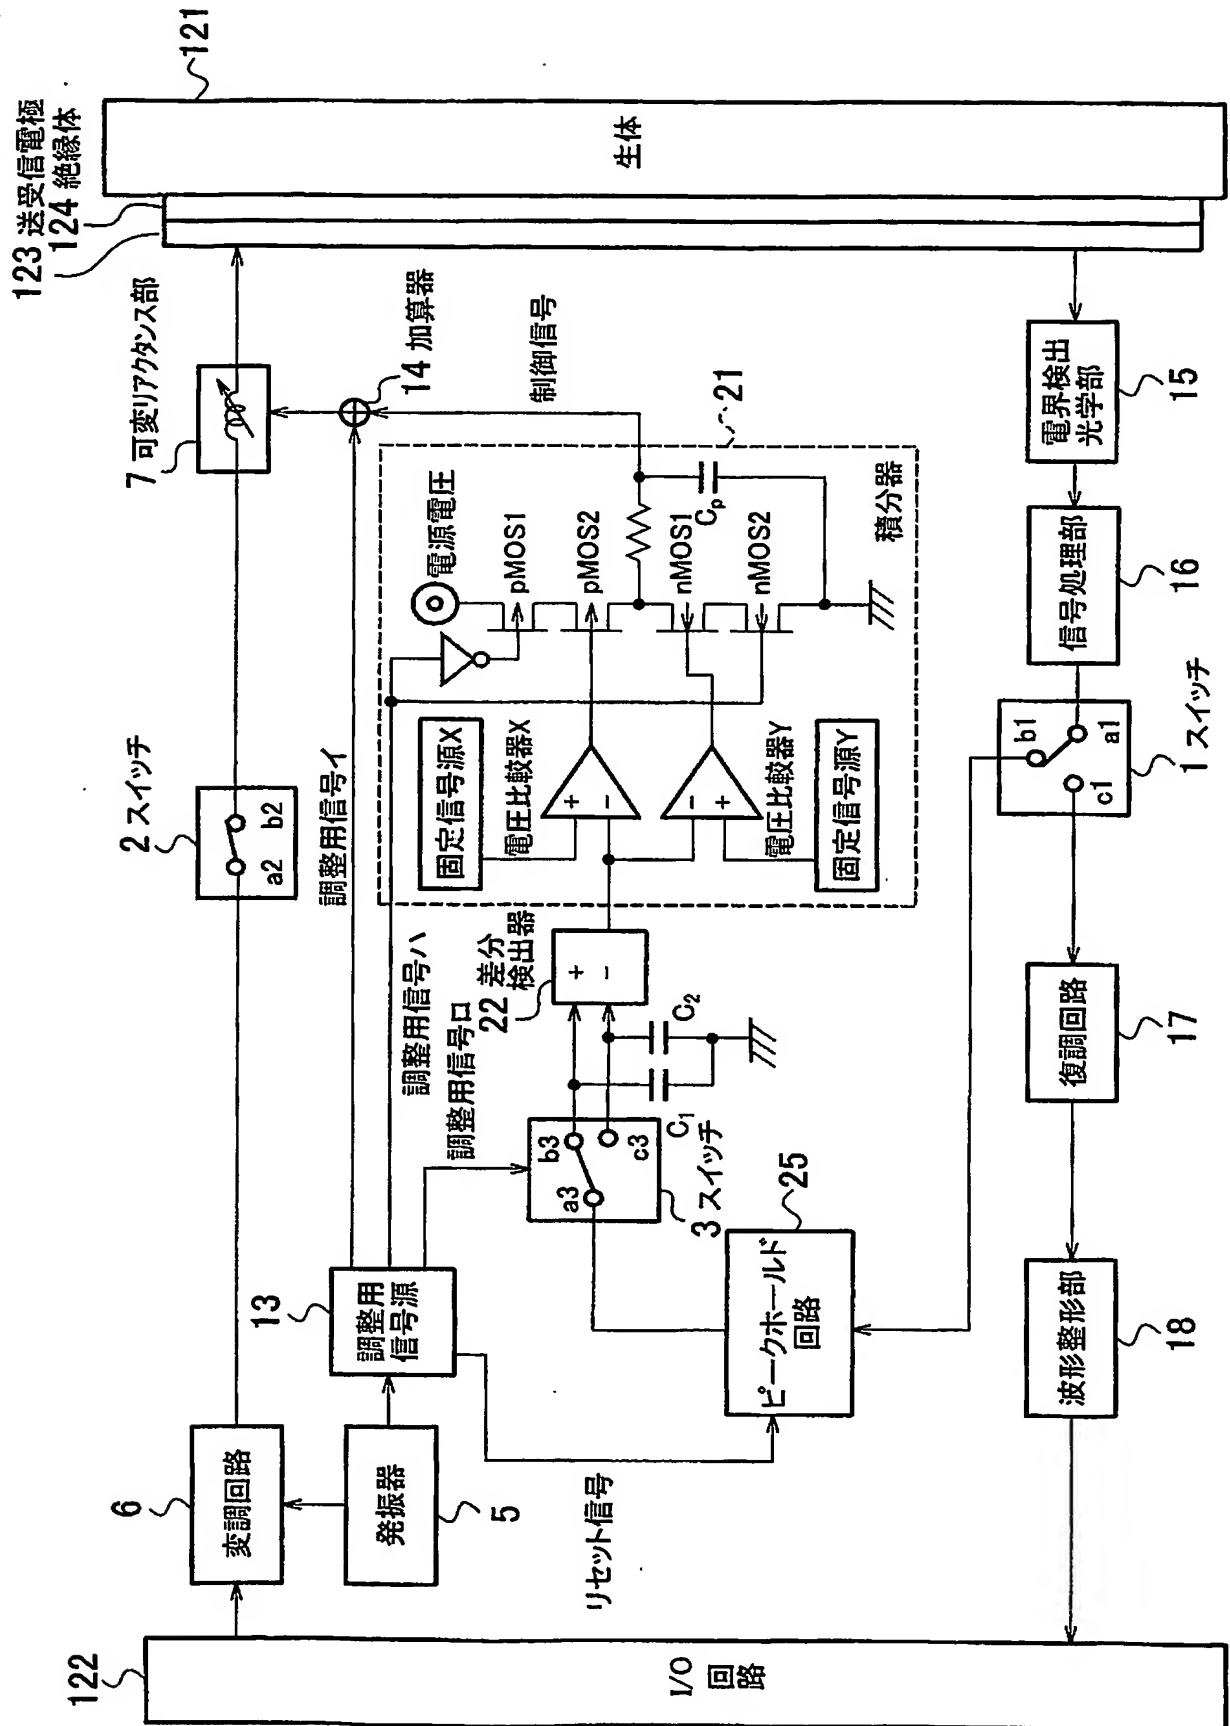 122
I/O
回路
6
変調回路
発振器
5
13
調整用
信号源
リセット信号
2 スイッチ
a2
b2
調整用信号イ
調整用信号ハ
調整用信号ロ
7 可変リアクタンス部
14 加算器
制御信号
123 送受信電極
124 絶縁体
121
生体
a3
b3
c3
3 スイッチ
C1
C2
22
差分
検出器
+
−
25
ピークホールド
回路
固定信号源X
電圧比較器X
+
−
−
+
電圧比較器Y
固定信号源Y
電源電圧
pMOS1
pMOS2
nMOS1
nMOS2
Cp
積分器
21
電界検出
光学部
15
信号処理部
16
b1
a1
c1
1 スイッチ
復調回路
17
波形整形部
18